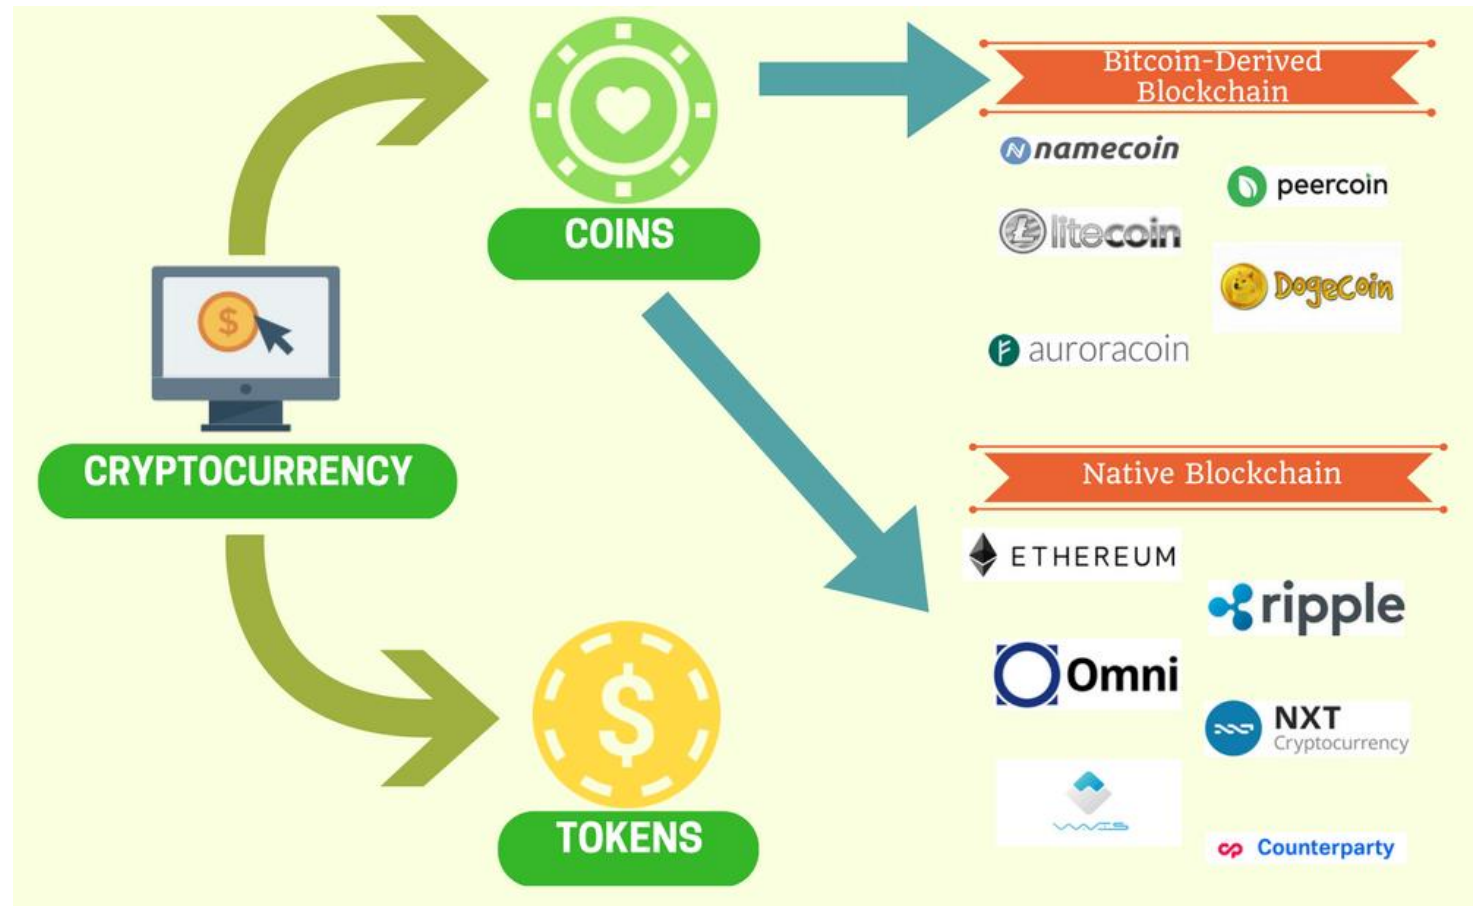 COINS
CRYPTOCURRENCY
TOKENS
Bitcoin-Derived
Blockchain
namecoin
peercoin
litecoin
DogeCoin
auroracoin
Native Blockchain
ETHEREUM
ripple
Omni
NXT
Cryptocurrency
Counterparty